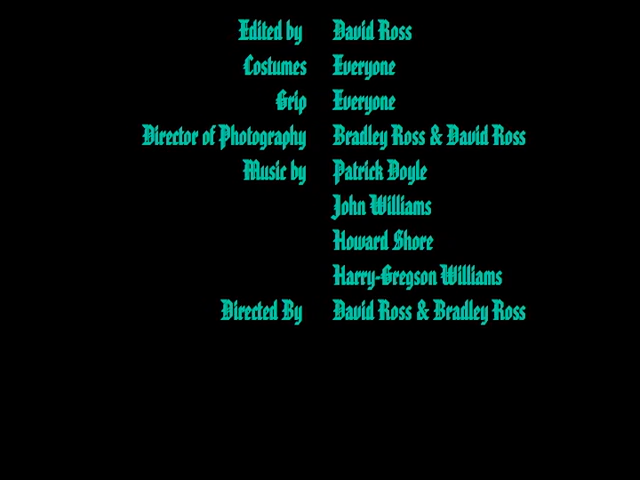 Edited by David Ross
Costumes Everyone
Grip Everyone
Director of Photography Bradley Ross & David Ross
Music by Patrick Doyle
John Williams
Howard Shore
Harry-Gregson Williams
Directed By David Ross & Bradley Ross